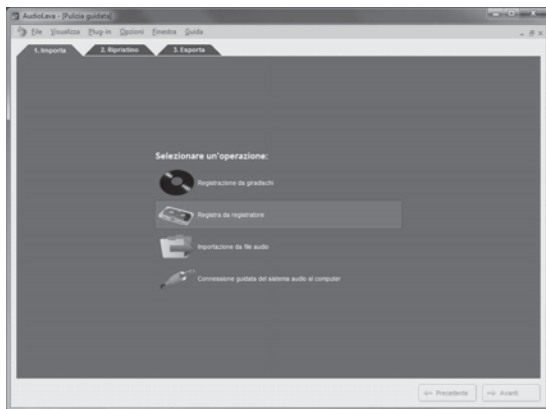 AudioLava - [Pulizia guidata]
File Visualizza Plug-in Opzioni Finestra Guida
1. Importa 2. Ripristino 3. Esporta
Selezionare un'operazione:
Registrazione da giradischi
Registra da registratore
Importazione da file audio
Connessione guidata del sistema audio al computer
<= Precedente => Avanti